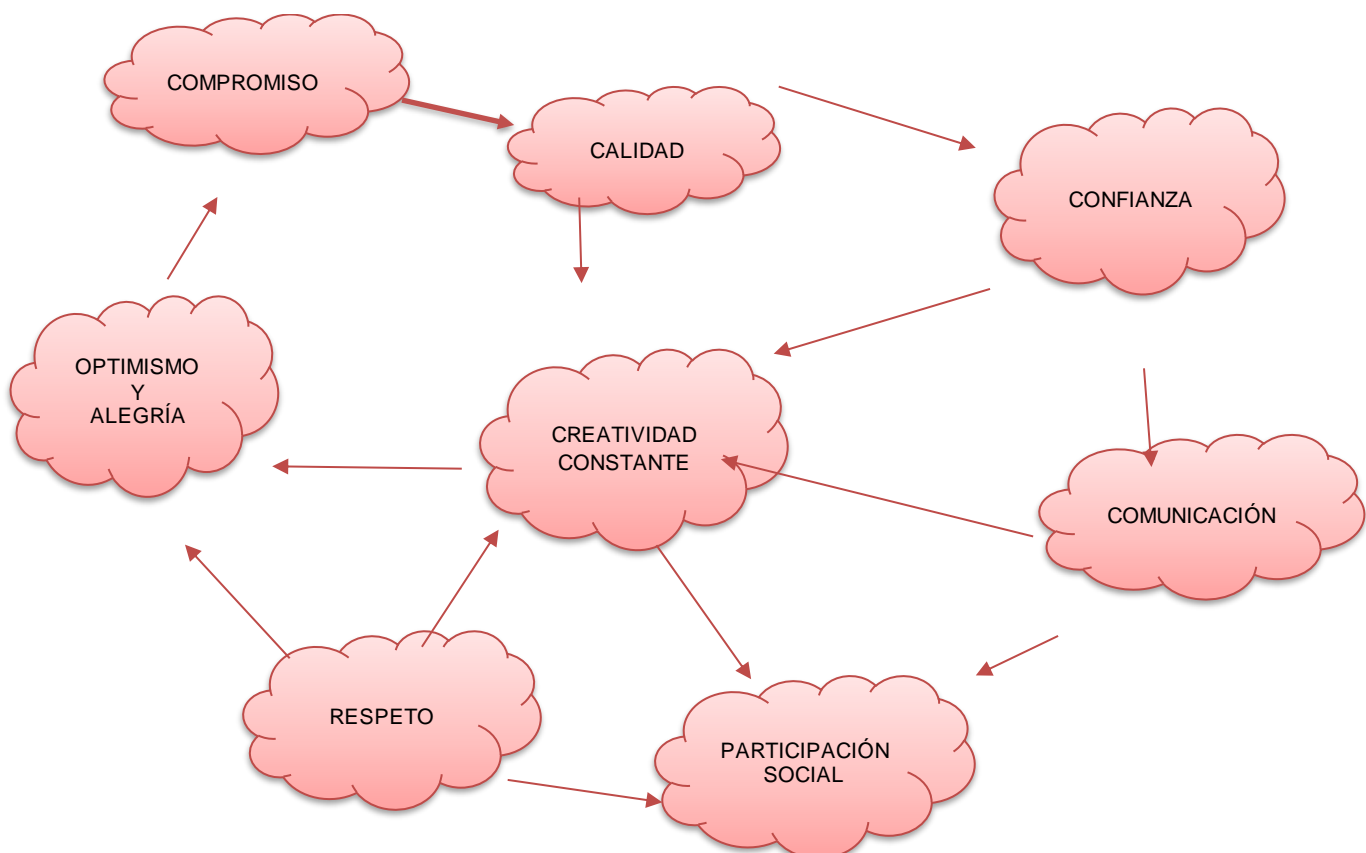 COMPROMISO
CALIDAD
CONFIANZA
OPTIMISMO
Y
ALEGRÍA
CREATIVIDAD
CONSTANTE
COMUNICACIÓN
RESPETO
PARTICIPACIÓN
SOCIAL